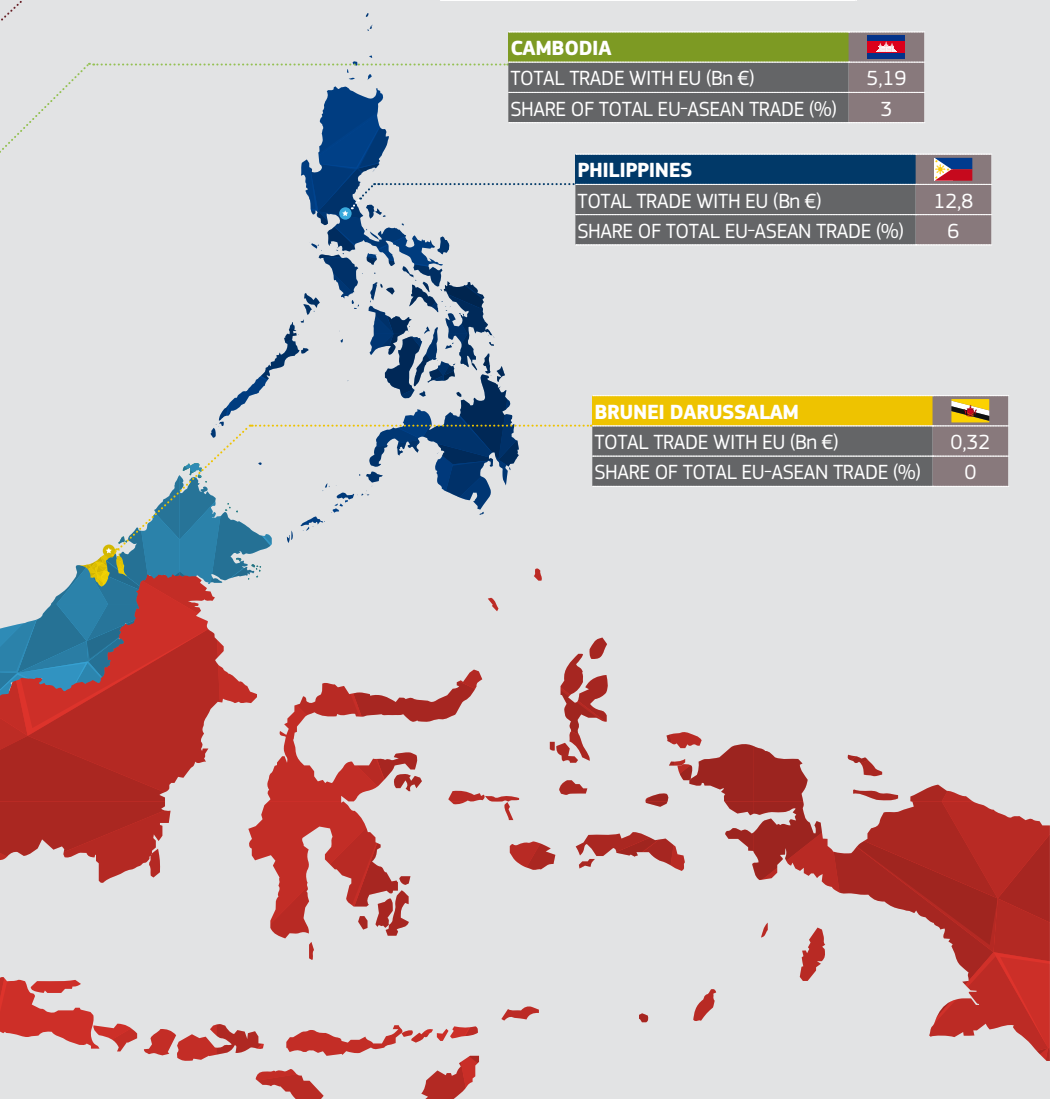 CAMBODIA
TOTAL TRADE WITH EU (Bn €) 5,19
SHARE OF TOTAL EU-ASEAN TRADE (%) 3
PHILIPPINES
TOTAL TRADE WITH EU (Bn €) 12,8
SHARE OF TOTAL EU-ASEAN TRADE (%) 6
BRUNEI DARUSSALAM
TOTAL TRADE WITH EU (Bn €) 0,32
SHARE OF TOTAL EU-ASEAN TRADE (%) 0